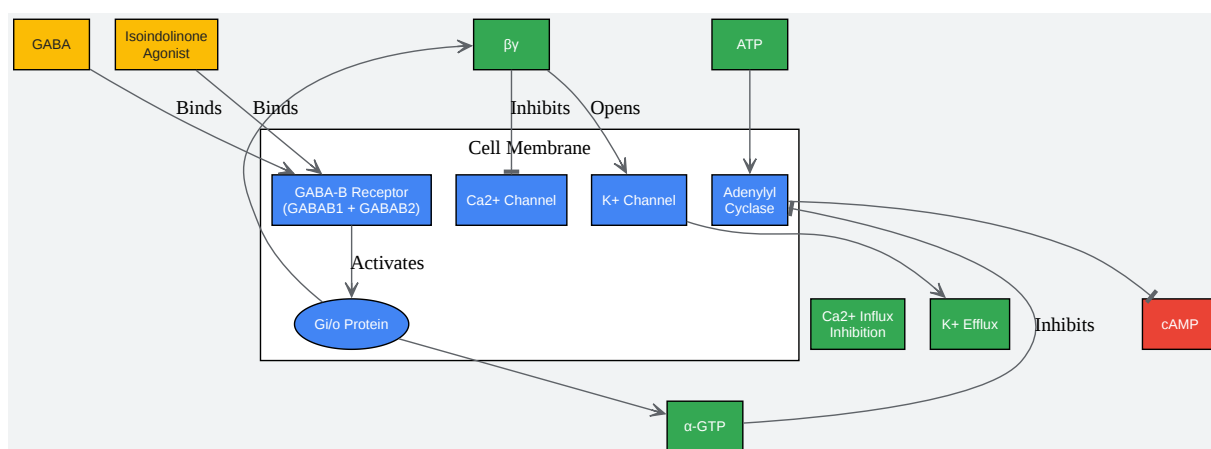 GABA
Isoindolinone
Agonist
βγ
ATP
Binds
Binds
Inhibits
Opens
Cell Membrane
GABA-B Receptor
(GABAB1 + GABAB2)
Ca2+ Channel
K+ Channel
Adenylyl
Cyclase
Activates
Gi/o Protein
Ca2+ Influx
Inhibition
K+ Efflux
Inhibits
cAMP
α-GTP